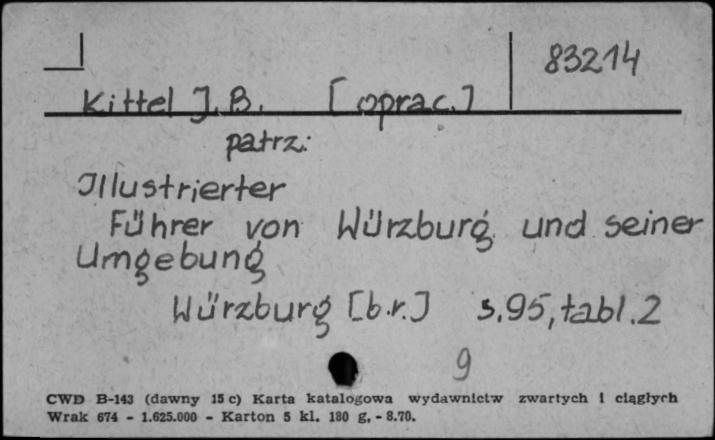 83214
Kittel J. B. [oprac.]
patrz:
Illustrierter
Führer von Würzburg und seiner
Umgebung
Würzburg [b.r.] s.95, tabl.2
9
CWD B-143 (dawny 15 c) Karta katalogowa wydawnictw zwartych i ciągłych
Wrak 674 - 1.625.000 - Karton 5 kl. 180 g. - 8.70.